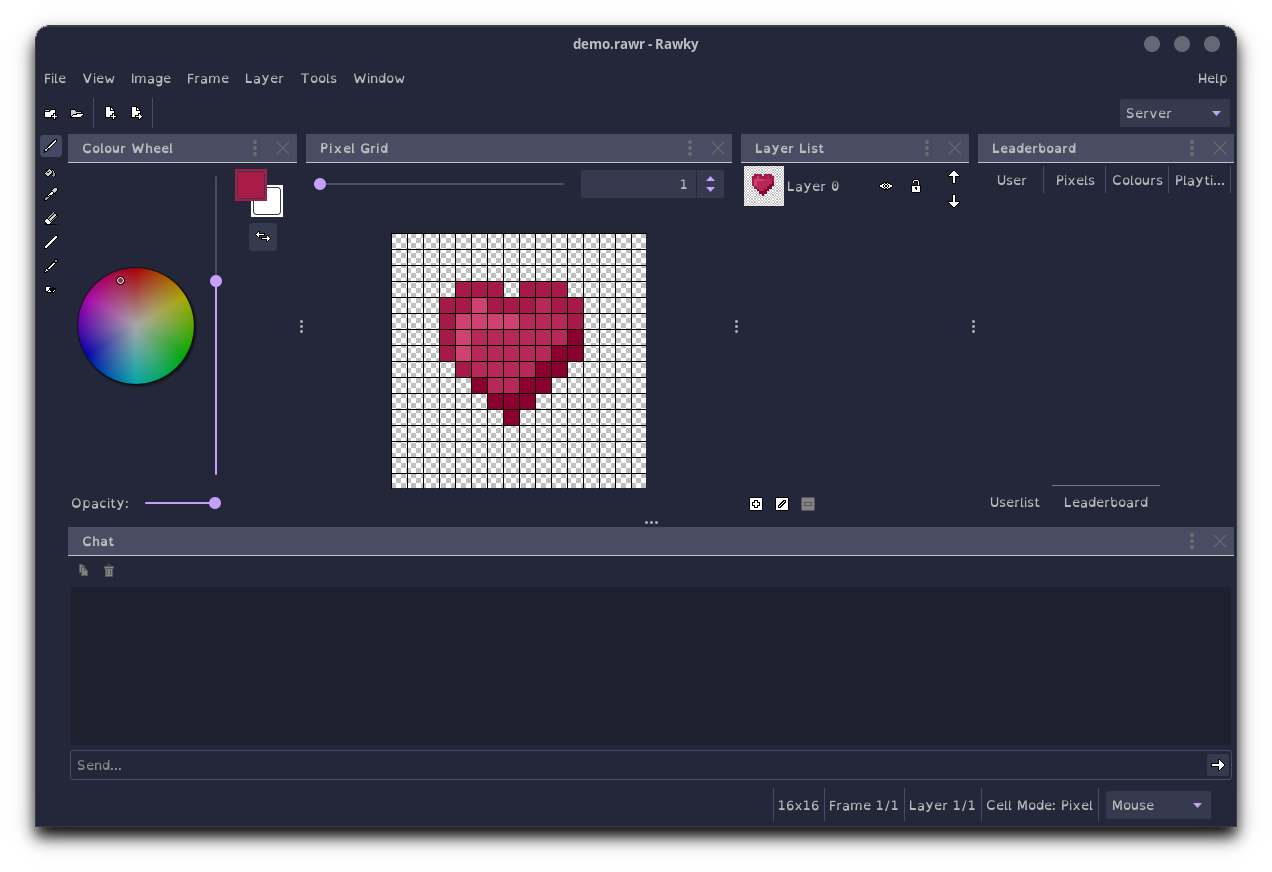 demo.rawr - Rawky
File View Image Frame Layer Tools Window Help
Server
Colour Wheel Pixel Grid Layer List Leaderboard
1 Layer 0 User Pixels Colours Playti...
Opacity: Userlist Leaderboard
Chat
Send...
16x16 Frame 1/1 Layer 1/1 Cell Mode: Pixel Mouse